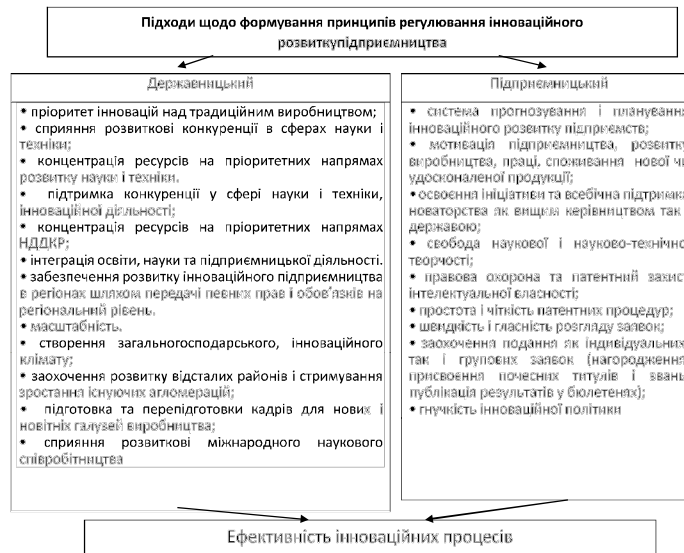 Підходи щодо формування принципів регулювання інноваційного
розвиткупідприємництва
Державницький
• пріоритет інновацій над традиційним виробництвом;
• сприяння розвиткові конкуренції в сферах науки і
техніки;
• концентрація ресурсів на пріоритетних напрямах
розвитку науки і техніки.
• підтримка конкуренції у сфері науки і техніки,
інноваційної діяльності;
• концентрація ресурсів на пріоритетних напрямах
НДДКР;
• інтеграція освіти, науки та підприємницької діяльності.
• забезпечення розвитку інноваційного підприємництва
в регіонах шляхом передачі певних прав і обов'язків на
регіональний рівень.
• масштабність.
• створення загальногосподарського, інноваційного
клімату;
• заохочення розвитку відсталих районів і стримування
зростання існуючих агломерацій;
• підготовка та перепідготовки кадрів для нових і
новітніх галузей виробництва;
• сприяння розвиткові міжнародного наукового
співробітництва
Підприємницький
• система прогнозування і плануванн
інноваційного розвитку підприємств;
• мотивація підприємництва, розвитку
виробництва, праці, споживання нової чи
удосконаленої продукції;
• освоєння ініціативи та всебічна підтримка
новаторства як вищим керівництвом так
державою;
• свобода наукової і науково-технічно
творчості;
• правова охорона та патентний захист
інтелектуальної власності;
• простота і чіткість патентних процедур;
• швидкість і гласність розгляду заявок;
• заохочення подання як індивідуальних
так і групових заявок (нагородження
присвоєння почесних титулів і звань
публікація результатів у бюлетенях);
• гнучкість інноваційної політики
Ефективність інноваційних процесів